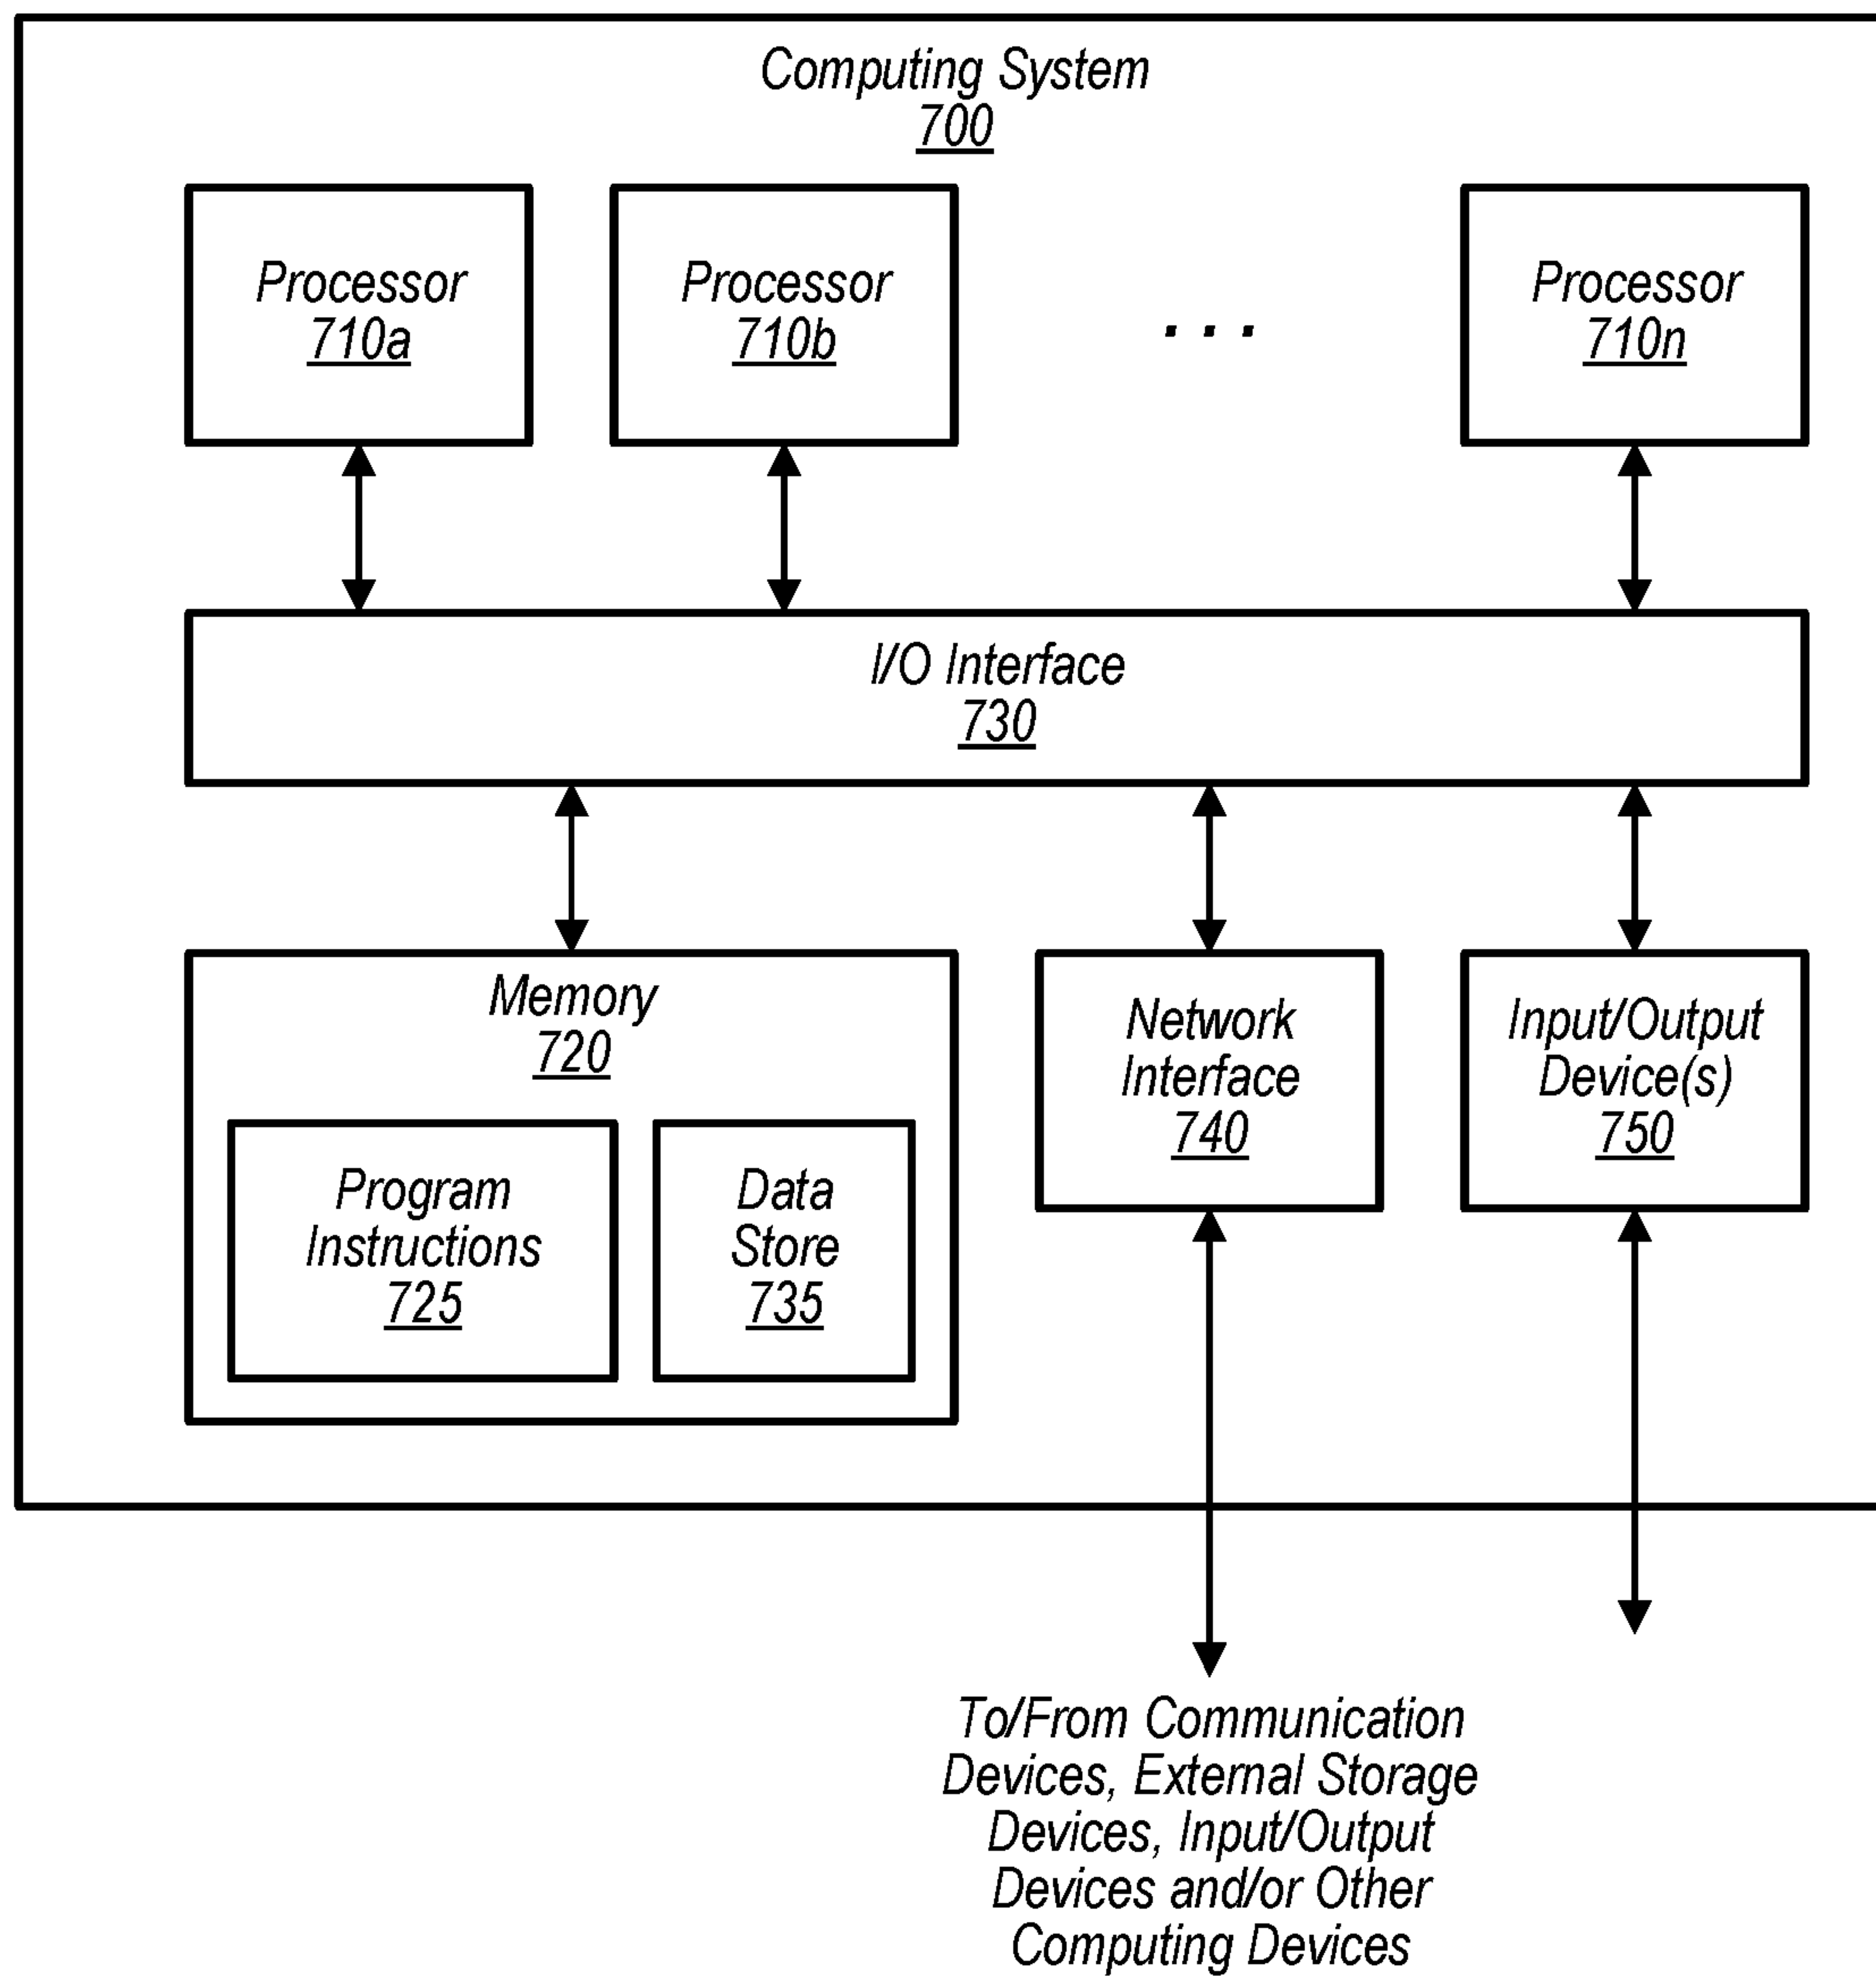 Computing System
700
Processor
710a
Processor
710b
. . .
Processor
710n
I/O Interface
730
Memory
720
Program
Instructions
725
Data
Store
735
Network
Interface
740
Input/Output
Device(s)
750
To/From Communication
Devices, External Storage
Devices, Input/Output
Devices and/or Other
Computing Devices